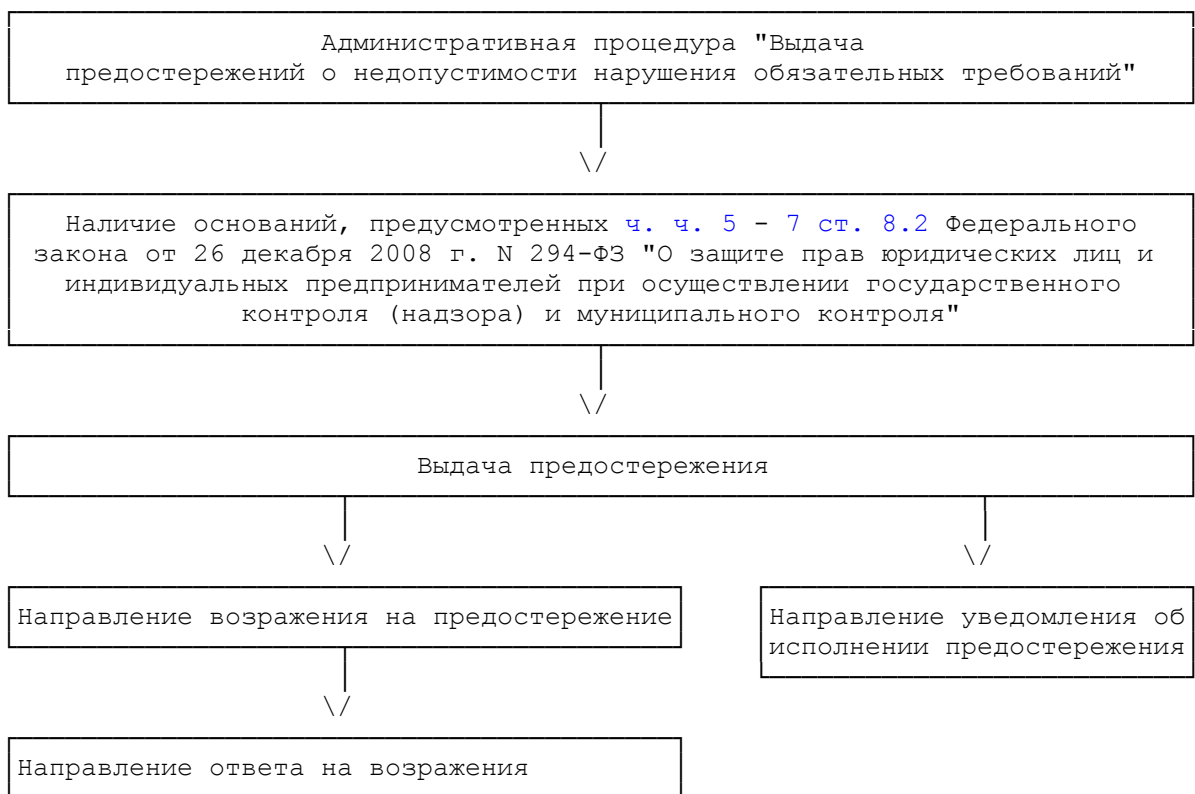 Административная процедура "Выдача
предостережений о недопустимости нарушения обязательных требований"
\/
Наличие оснований, предусмотренных ч. ч. 5 - 7 ст. 8.2 Федерального
закона от 26 декабря 2008 г. N 294-ФЗ "О защите прав юридических лиц и
индивидуальных предпринимателей при осуществлении государственного
контроля (надзора) и муниципального контроля"
\/
Выдача предостережения
\/ \/
Направление возражения на предостережение
Направление уведомления об
исполнении предостережения
\/
Направление ответа на возражения